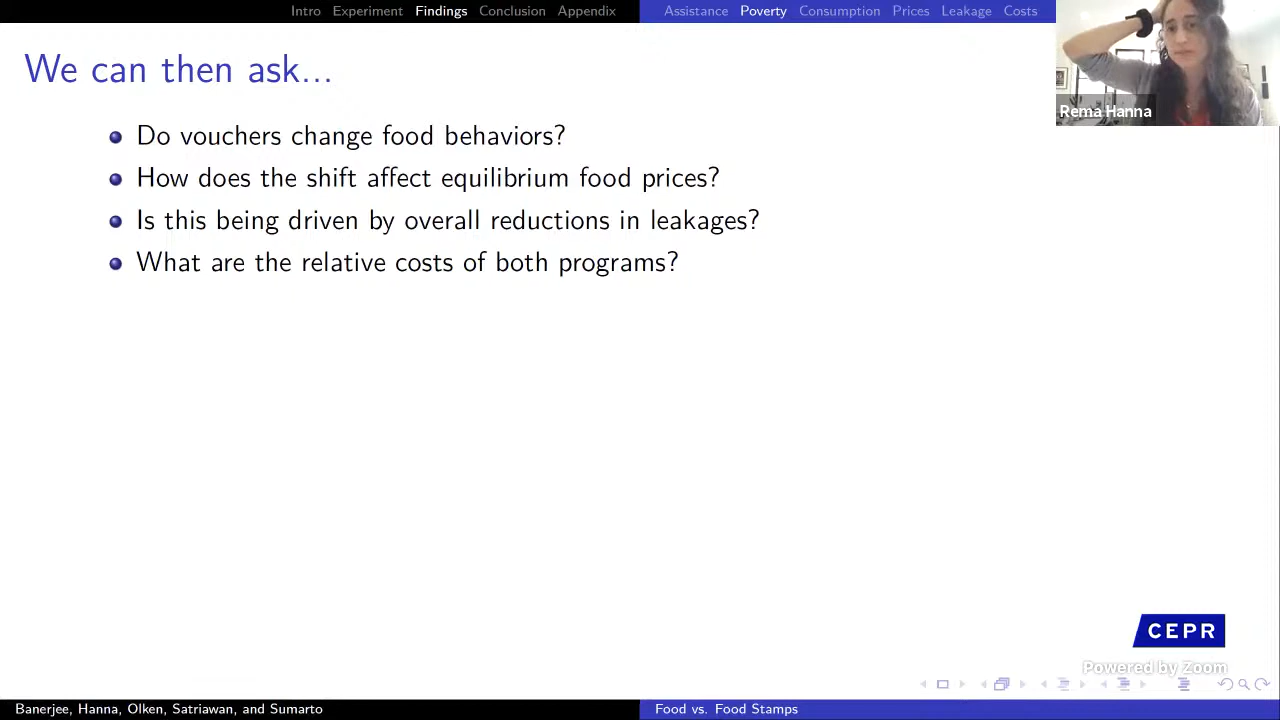 Intro Experiment Findings Conclusion Appendix Assistance Poverty Consumption Prices Leakage Costs
We can then ask...
Rema Hanna
Do vouchers change food behaviors?
How does the shift affect equilibrium food prices?
Is this being driven by overall reductions in leakages?
What are the relative costs of both programs?
CEPR
Powered by Zoom
Banerjee, Hanna, Olken, Satriawan, and Sumarto Food vs. Food Stamps